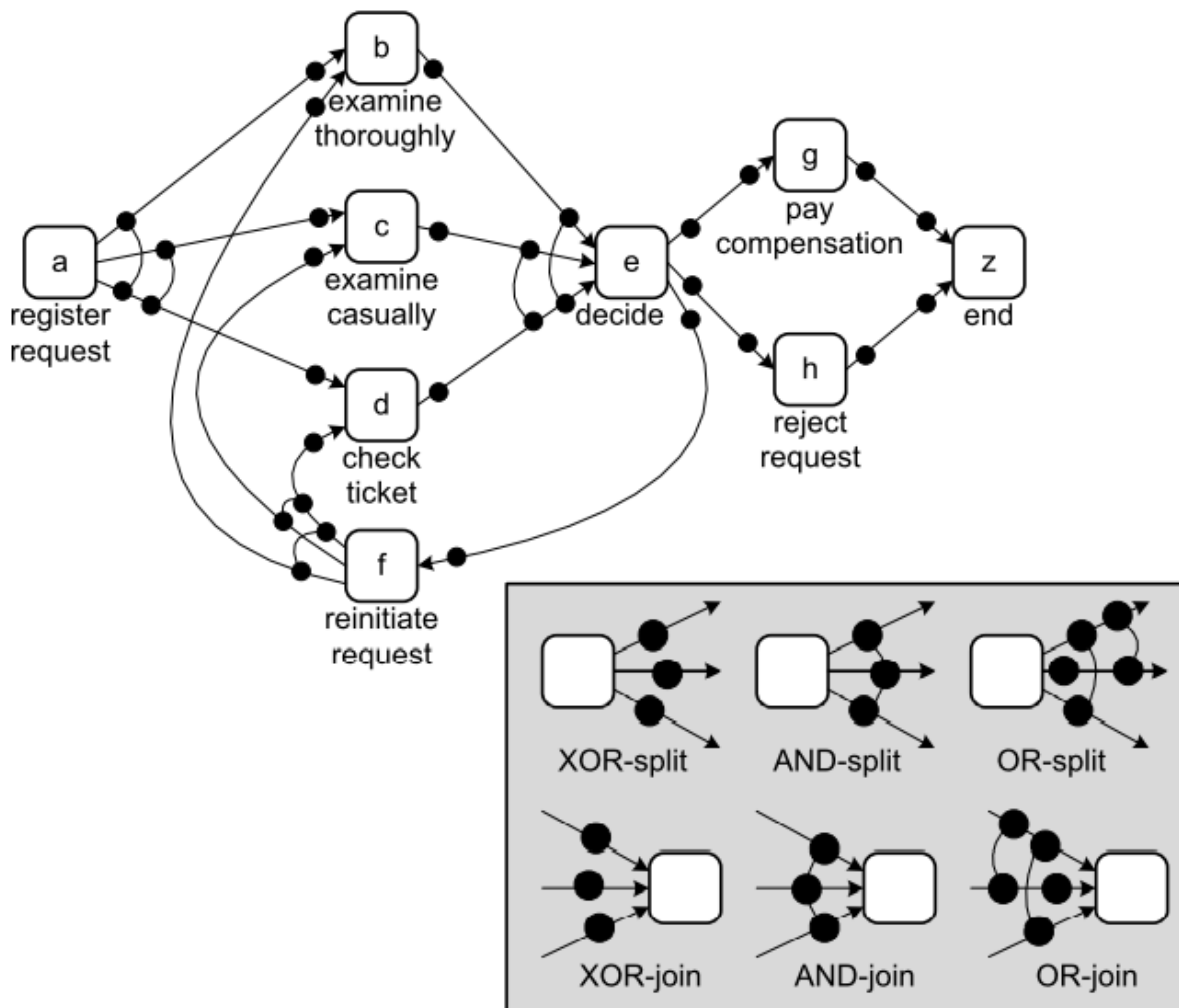 b
examine
thoroughly
g
pay
compensation
c
examine
casually
a
register
request
e
decide
z
end
d
check
ticket
h
reject
request
f
reinitiate
request
XOR-split
AND-split
OR-split
XOR-join
AND-join
OR-join